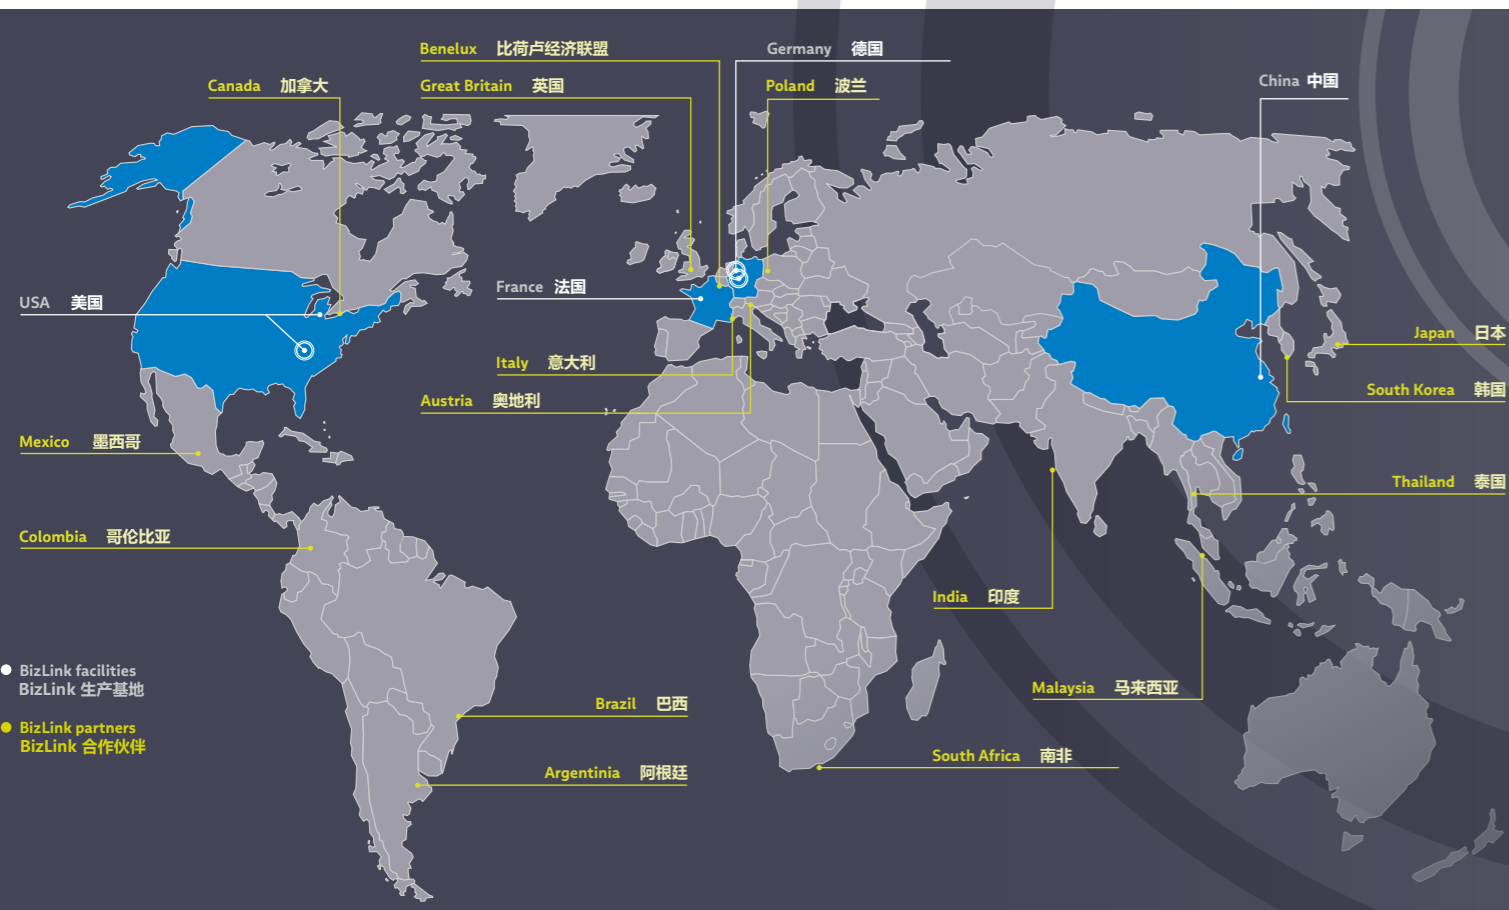 Benelux 比荷卢经济联盟
Germany 德国
Canada 加拿大
Great Britain 英国
Poland 波兰
China 中国
USA 美国
France 法国
Japan 日本
Italy 意大利
South Korea 韩国
Austria 奥地利
Mexico 墨西哥
Thailand 泰国
Colombia 哥伦比亚
India 印度
BizLink facilities
BizLink 生产基地
Malaysia 马来西亚
Brazil 巴西
BizLink partners
BizLink 合作伙伴
South Africa 南非
Argentinia 阿根廷